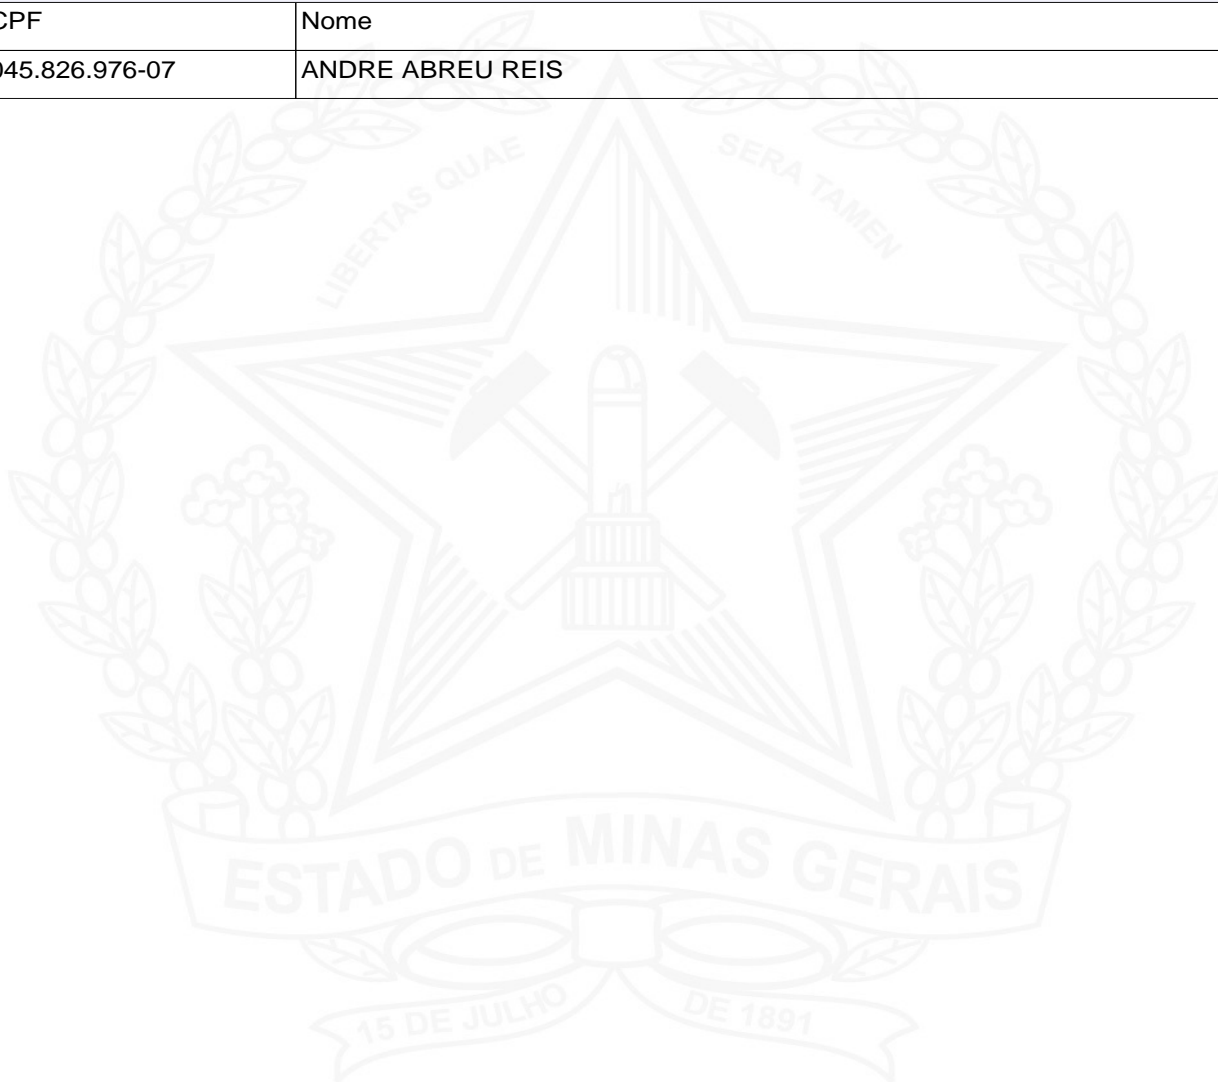 CPF Nome
045.826.976-07 ANDRE ABREU REIS
LIBERTAS QUAE SERA TAMEN
ESTADO DE MINAS GERAIS
15 DE JULHO DE 1891